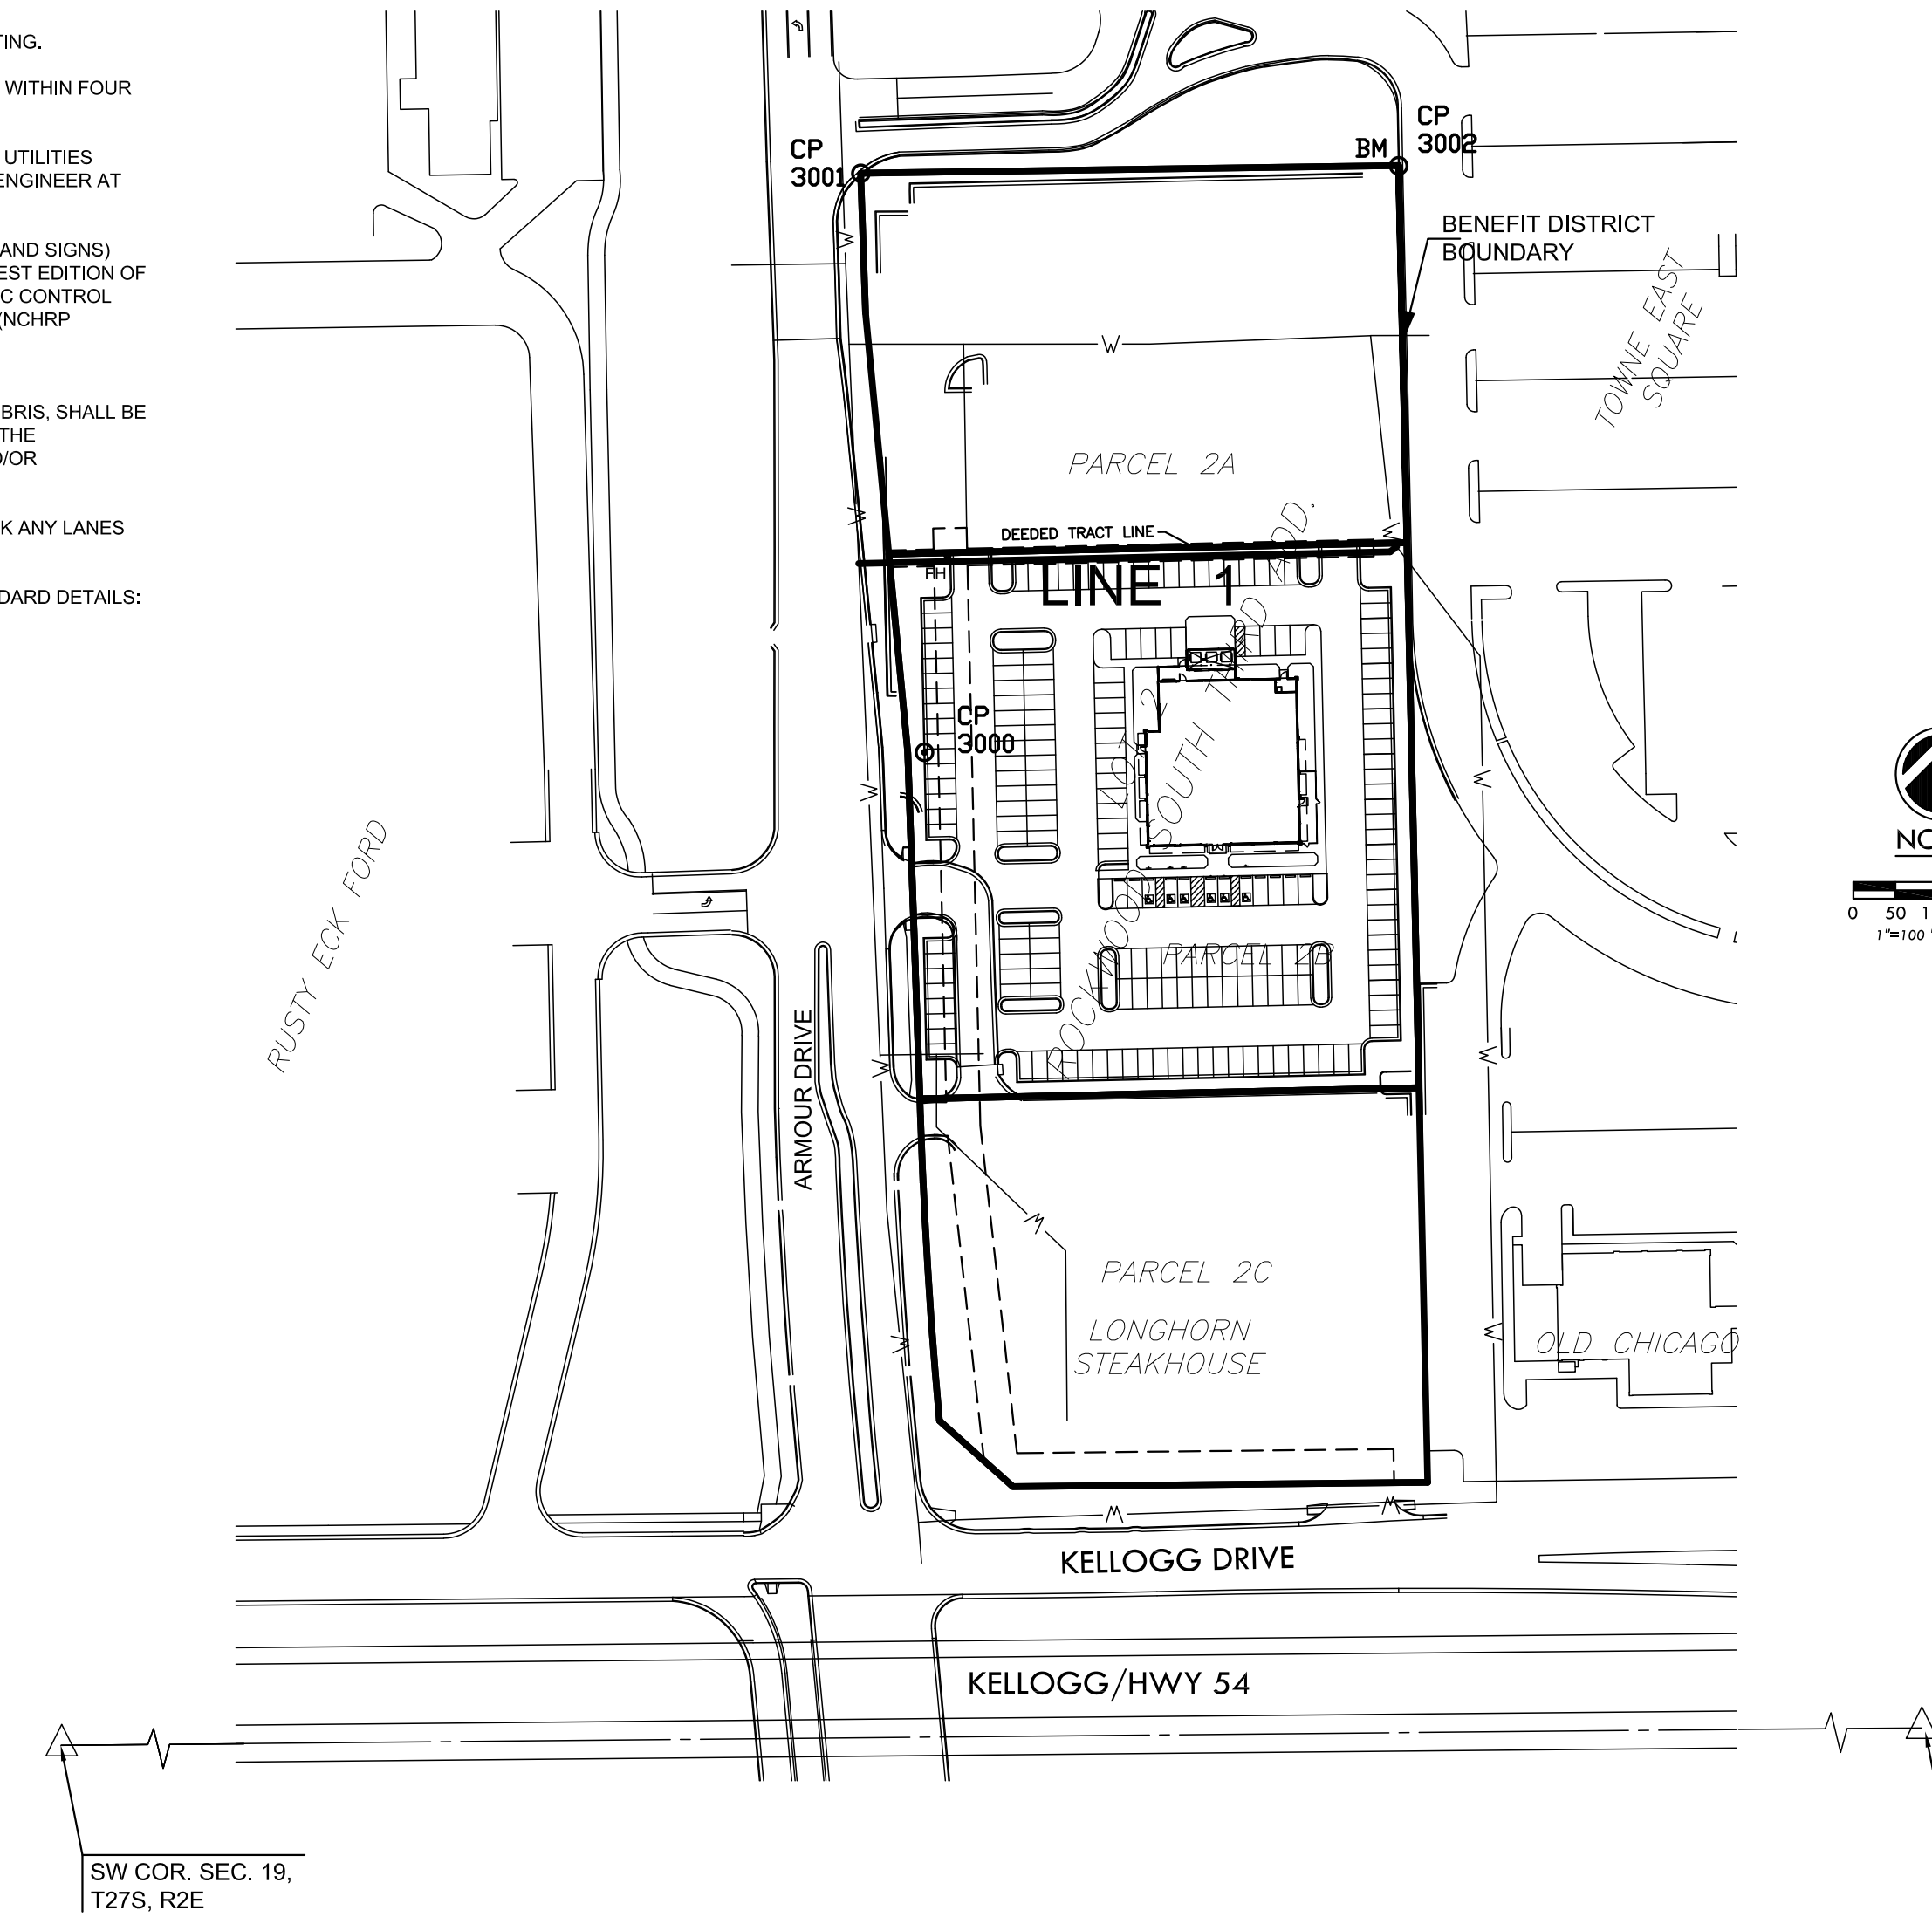 TING.
WITHIN FOUR
UTILITIES
ENGINEER AT
AND SIGNS)
EST EDITION OF
C CONTROL
(NCHRP
BRIS, SHALL BE
THE
D/OR
K ANY LANES
DARD DETAILS:
CP
3001
BM
CP
3002
BENEFIT DISTRICT
BOUNDARY
TOWNE EAST
SQUARE
W
W
PARCEL 2A
W
W
DEEDED TRACT LINE
FH
LINE 1
CP
3000
LOT 2
ROCKWOOD SOUTH THIRD ADD.
W
W
PARCEL 2B
RUSTY ECK FORD
ARMOUR DRIVE
W
W
W
PARCEL 2C
LONGHORN
STEAKHOUSE
W
W
OLD CHICAGO
W
W
KELLOGG DRIVE
KELLOGG/HWY 54
SW COR. SEC. 19,
T27S, R2E
NO
0 50 1
1"=100 '